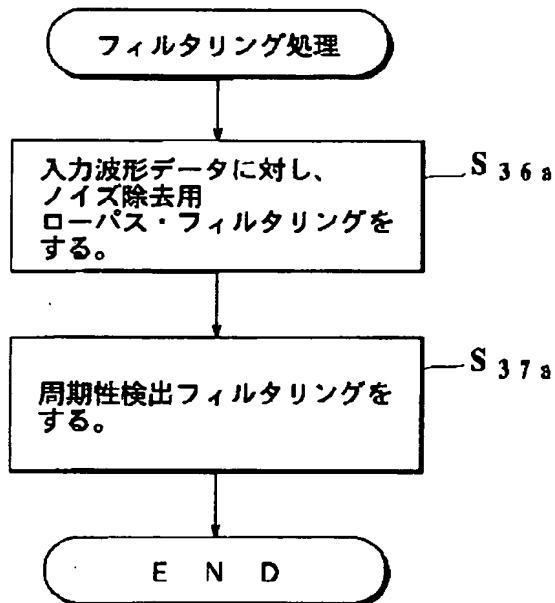 フィルタリング処理
入力波形データに対し、
ノイズ除去用
ローパス・フィルタリングを
する。
S36a
周期性検出フィルタリングを
する。
S37a
E N D